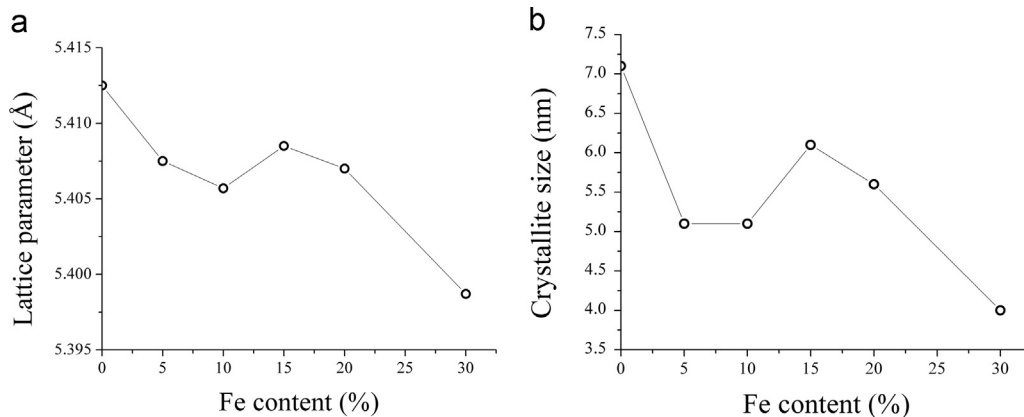 a
5.415
5.410
5.405
5.400
5.395
Lattice parameter (Å)
0 5 10 15 20 25 30
Fe content (%)
b
7.5
7.0
6.5
6.0
5.5
5.0
4.5
4.0
3.5
Crystallite size (nm)
0 5 10 15 20 25 30
Fe content (%)